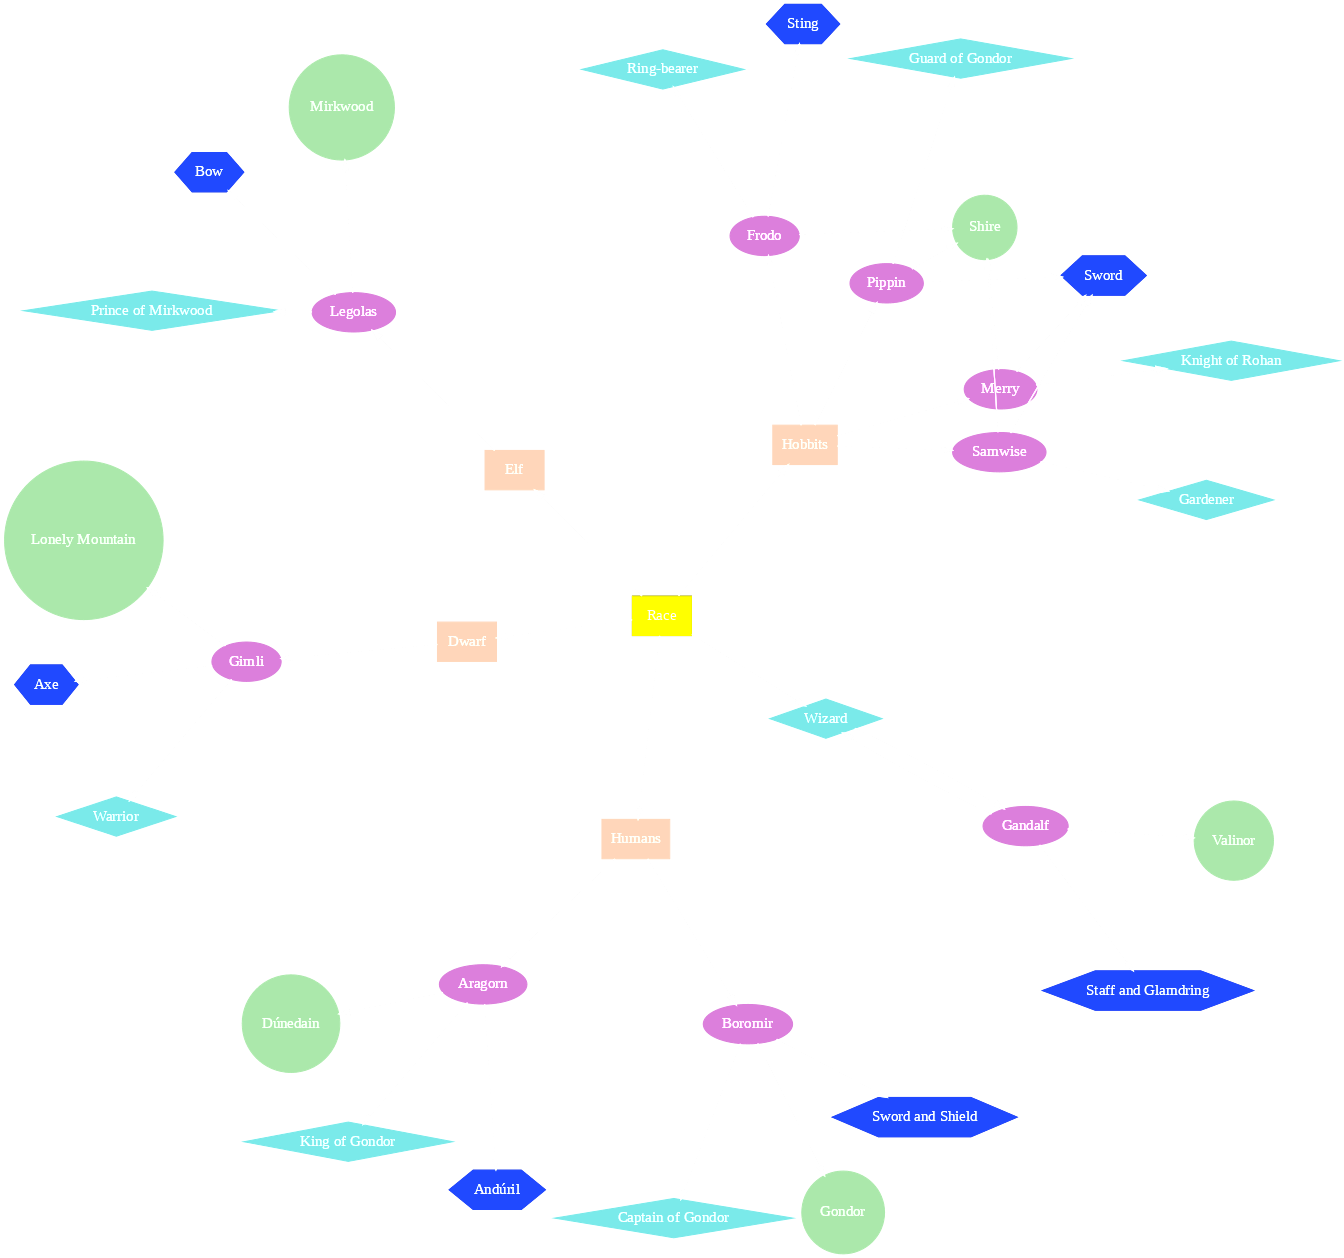 Sting
Guard of Gondor
Ring-bearer
Mirkwood
Bow
Shire
Frodo
Sword
Pippin
Prince of Mirkwood
Legolas
Knight of Rohan
Merry
Hobbits
Samwise
Elf
Gardener
Lonely Mountain
Race
Dwarf
Gimli
Axe
Wizard
Warrior
Gandalf
Humans
Valinor
Aragorn
Staff and Glamdring
Dúnedain
Boromir
Sword and Shield
King of Gondor
Andúril
Gondor
Captain of Gondor